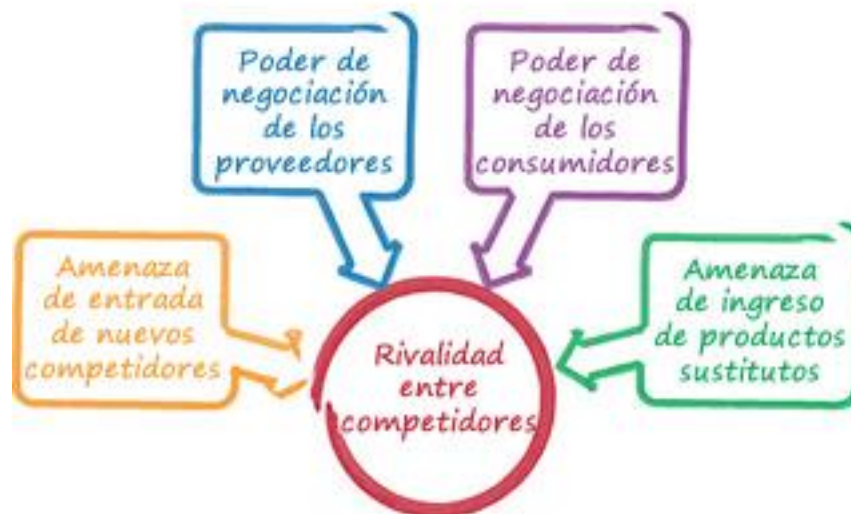 Poder de
negociación
de los
proveedores
Poder de
negociación
de los
consumidores
Amenaza
de entrada
de nuevos
competidores
Rivalidad
entre
competidores
Amenaza
de ingreso
de productos
sustitutos